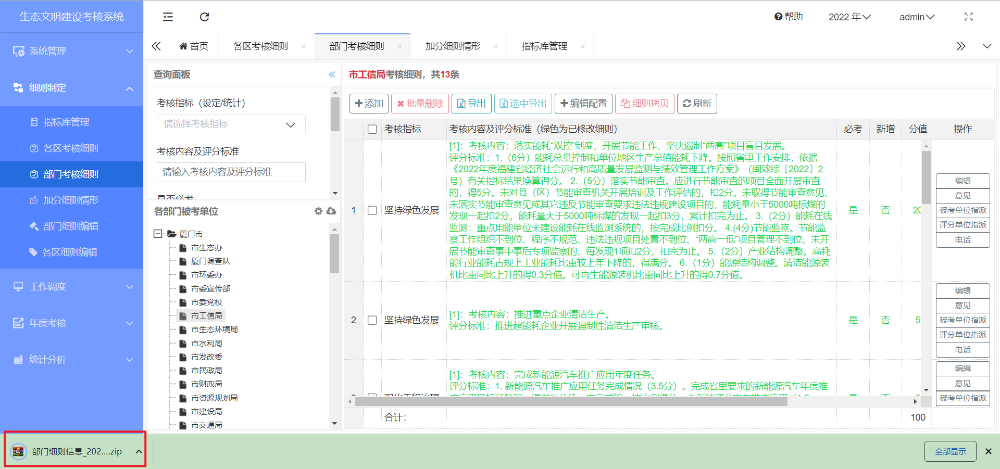 生态文明建设考核系统
帮助
2022 年
admin
系统管理
细则制定
指标库管理
各区考核细则
部门考核细则
加分细则情形
部门细则编辑
各区细则编辑
工作调度
年度考核
统计分析
首页
各区考核细则
部门考核细则
加分细则情形
指标库管理
查询面板
考核指标（设定/统计）
请选择考核指标
考核内容及评分标准
请输入考核内容及评分标准
是否必考
各部门被考单位
厦门市
市生态办
厦门调查队
市环委办
市委宣传部
市委党校
市工信局
市生态环境局
市水利局
市发改委
市民政局
市财政局
市资源规划局
市建设局
市交通局
市工信局考核细则，共13条
添加
批量删除
导出
选中导出
编辑配置
细则拷贝
刷新
考核指标
考核内容及评分标准（绿色为已修改细则）
必考
新增
分值
操作
1
坚持绿色发展
[1]：考核内容：落实能耗“双控”制度，开展节能工作，坚决遏制“两高”项目盲目发展。
评分标准：1.（6分）能耗总量控制和单位地区生产总值能耗下降。按照省里工作安排，依据
《2022年度福建省经济社会运行和高质量发展监测与绩效管理工作方案》（闽效综〔2022〕2
号）有关指标结果换算得分。 2.（5分）落实节能审查。应进行节能审查的项目全面开展审查
的，得5分。未对县（区）节能审查机关开展培训及工作评估的，扣2分。未取得节能审查意见、
未落实节能审查意见或其它违反节能审查要求违法违规建设项目的，能耗量小于5000吨标煤的
发现一起扣2分，能耗量大于5000吨标煤的发现一起扣3分，累计扣完为止。 3.（2分）能耗在线
监测：重点用能单位未建设能耗在线监测系统的，按完成比例扣分。 4.(4分)节能监察。节能监
察工作组织不到位、程序不规范、违法违规项目处置不到位、“两高一低”项目管理不到位、未开
展节能审查事中事后专项监察的，每发现1项扣2分，扣完为止。 5.（2分）产业结构调整。高耗
能行业能耗占规上工业能耗比重较上年下降的，得满分。 6.（1分）能源结构调整。清洁能源装
机比重同比上升的得0.3分值。可再生能源装机比重同比上升的得0.7分值。
是
否
20
编辑
意见
被考单位指派
评分单位指派
电话
2
坚持绿色发展
[1]：考核内容：推进重点企业清洁生产。
评分标准：推进超能耗企业开展强制性清洁生产审核。
是
否
5
编辑
意见
被考单位指派
评分单位指派
电话
[1]：考核内容：完成新能源汽车推广应用年度任务。
评分标准：1. 新能源汽车推广应用任务完成情况（3.5分）。完成省里要求的新能源汽车年度推
编辑
意见
被考单位指派
合计：
100
部门细则信息_202....zip
全部显示